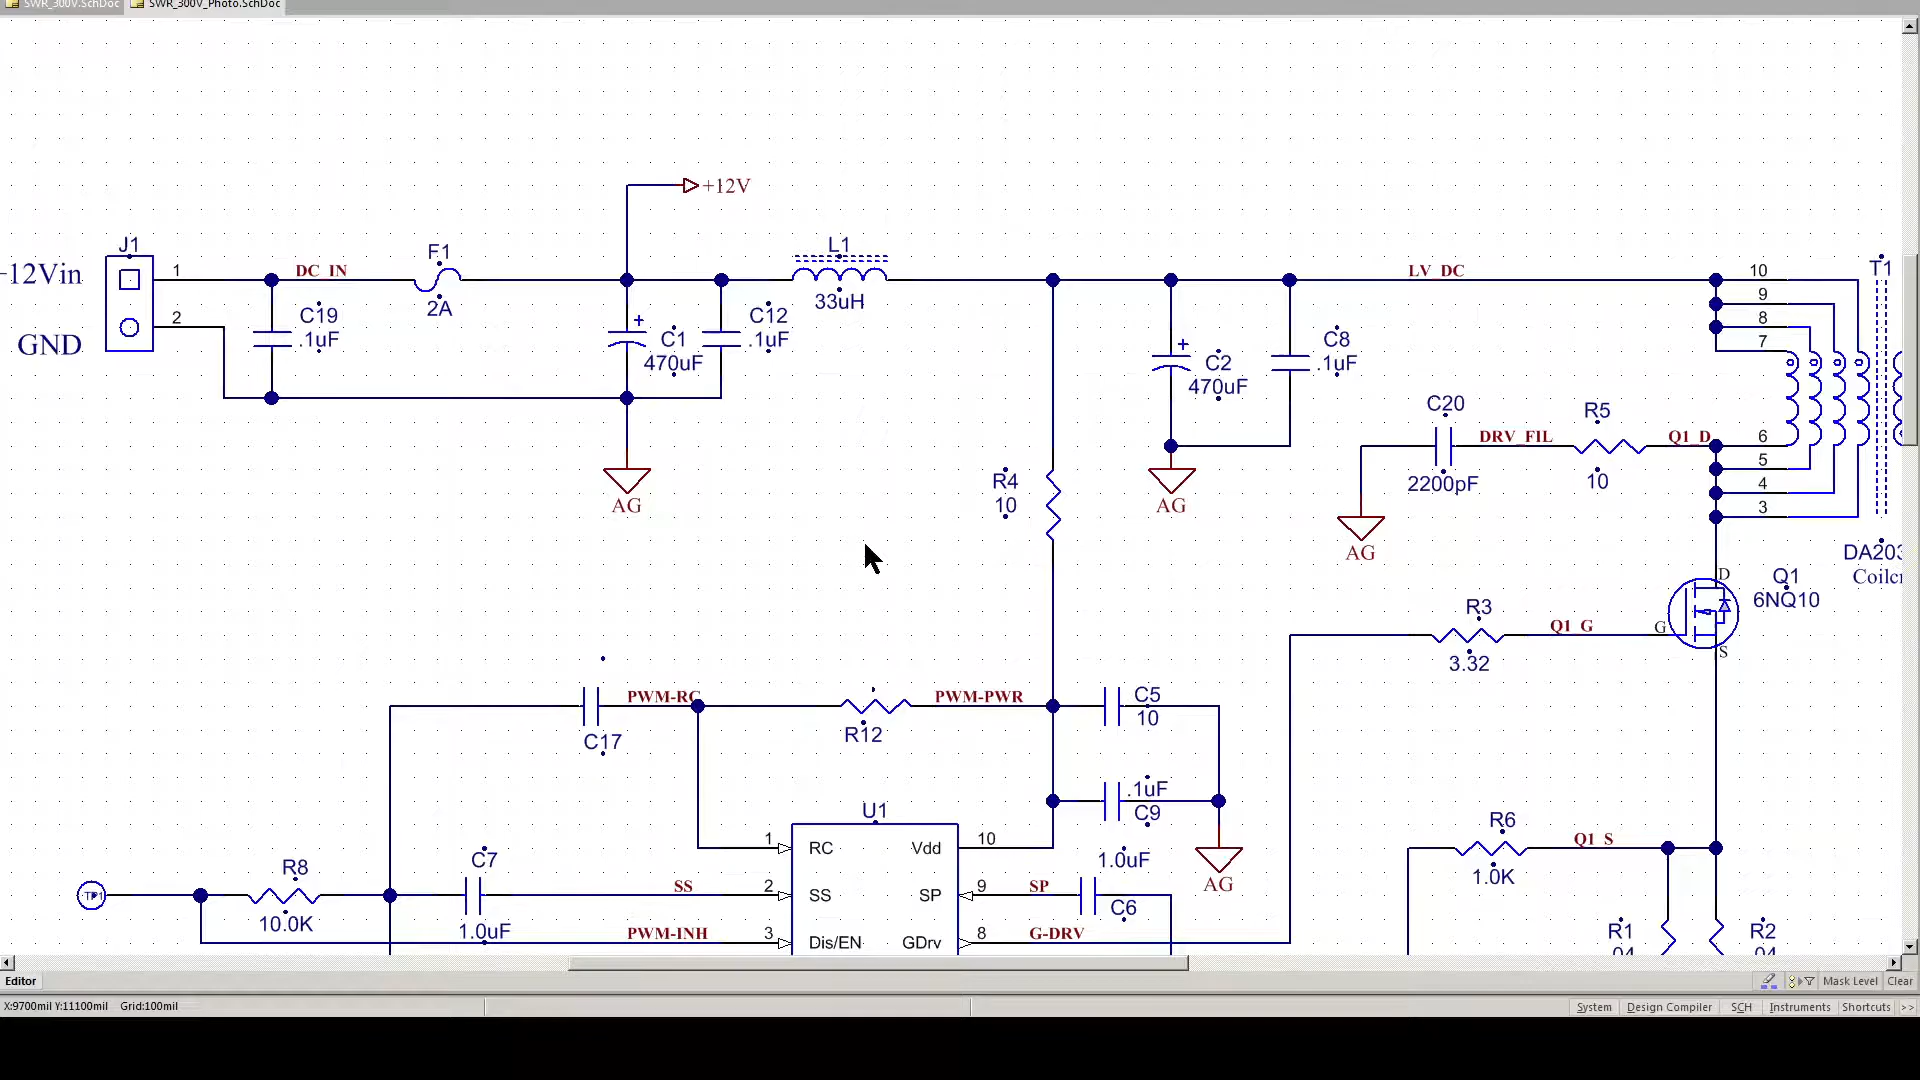 SWR_300V.SchDoc SWR_300V_Photo.SchDoc
+12V
J1
F1
L1
+12Vin
1
DC_IN
2A
33uH
LV_DC
10
T1
9
8
7
2
C19
.1uF
C1
470uF
C12
.1uF
C2
470uF
C8
.1uF
GND
C20
DRV_FIL
R5
Q1_D
6
5
4
3
2200pF
10
R4
10
AG
AG
AG
D
Q1
6NQ10
G
S
R3
Q1_G
3.32
PWM-RC
PWM-PWR
C5
10
C17
R12
.1uF
C9
U1
1
RC
Vdd
10
1.0uF
AG
R6
Q1_S
1.0K
R8
C7
TP1
SS
2
SS
SP
9
SP
C6
10.0K
1.0uF
PWM-INH
3
Dis/EN
GDrv
8
G-DRV
R1
R2
Editor
Mask Level Clear
X:9700mil Y:11100mil Grid:100mil
System Design Compiler SCH Instruments Shortcuts >>